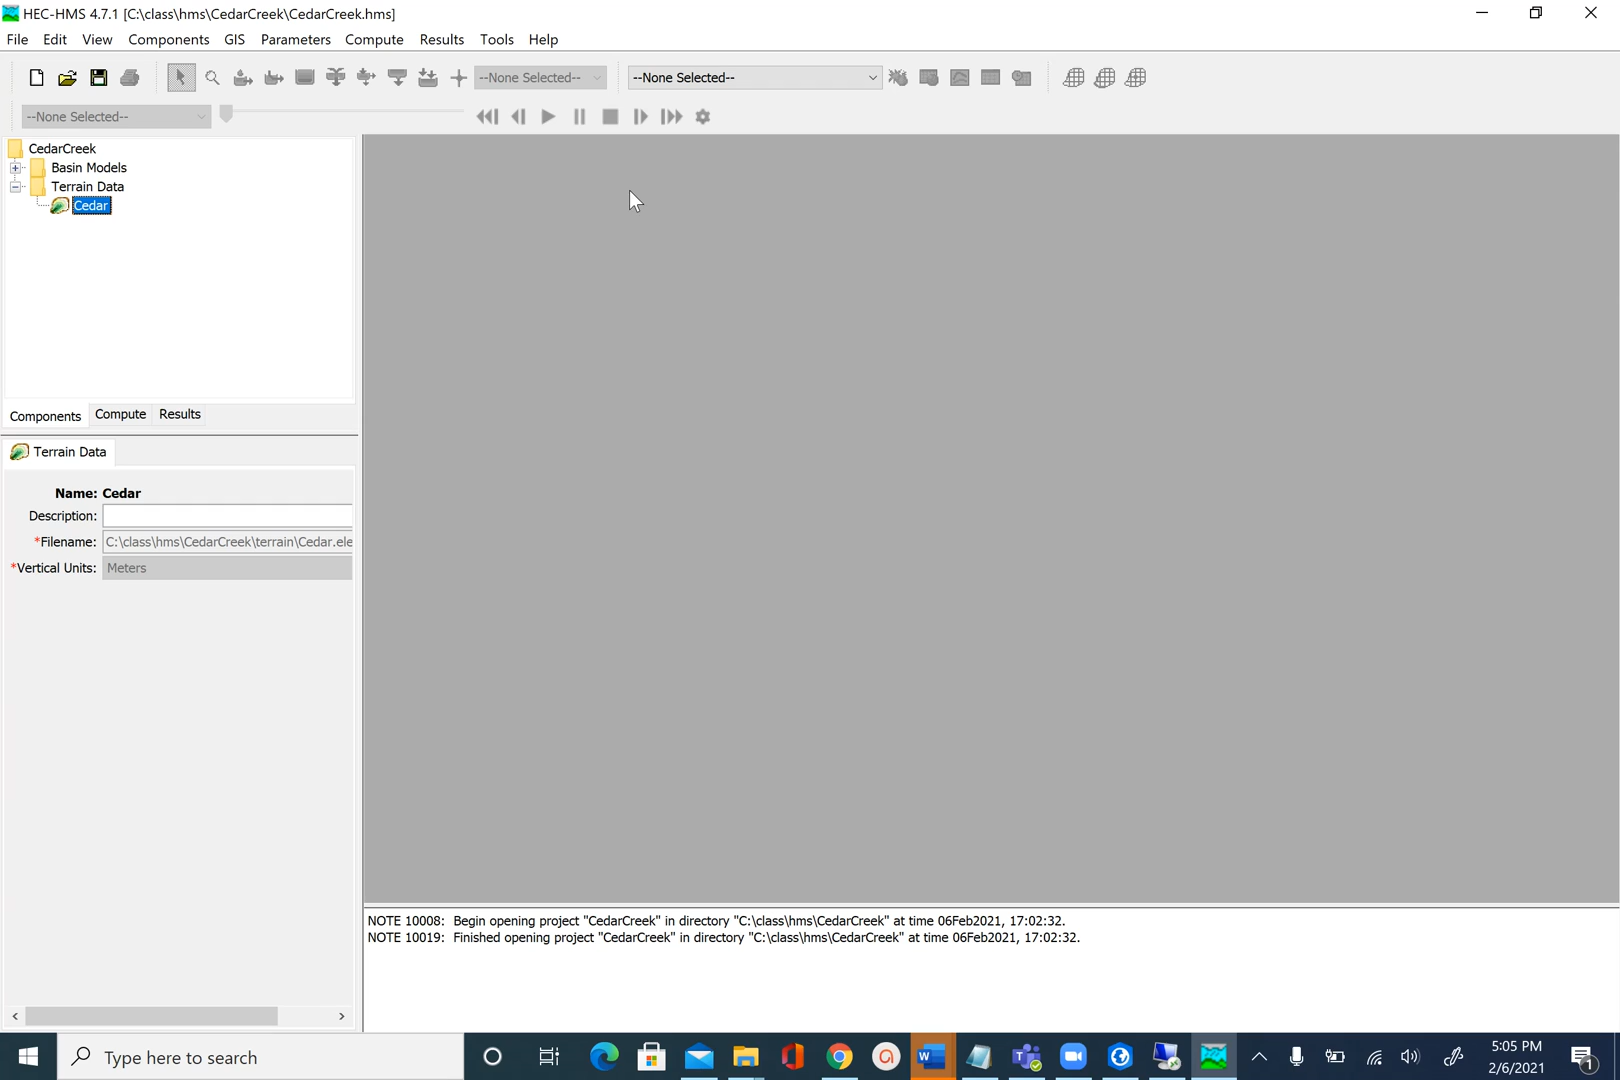 HEC-HMS 4.7.1 [C:\class\hms\CedarCreek\CedarCreek.hms]
File Edit View Components GIS Parameters Compute Results Tools Help
--None Selected-- --None Selected--
--None Selected--
CedarCreek
Basin Models
Terrain Data
Cedar
Components Compute Results
Terrain Data
Name: Cedar
Description:
*Filename: C:\class\hms\CedarCreek\terrain\Cedar.ele
*Vertical Units: Meters
NOTE 10008: Begin opening project "CedarCreek" in directory "C:\class\hms\CedarCreek" at time 06Feb2021, 17:02:32.
NOTE 10019: Finished opening project "CedarCreek" in directory "C:\class\hms\CedarCreek" at time 06Feb2021, 17:02:32.
Type here to search
5:05 PM
2/6/2021
1